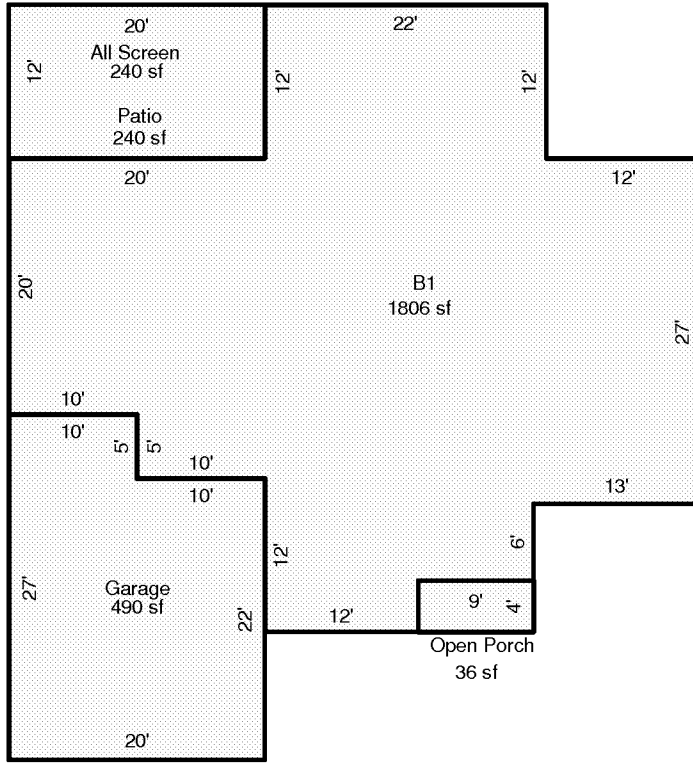 20'
22'
All Screen
240 sf
12'
12'
12'
Patio
240 sf
20'
12'
20'
B1
1806 sf
27'
10'
10'
5'
5'
10'
10'
13'
12'
6'
27'
Garage
490 sf
22'
12'
9'
4'
Open Porch
36 sf
20'